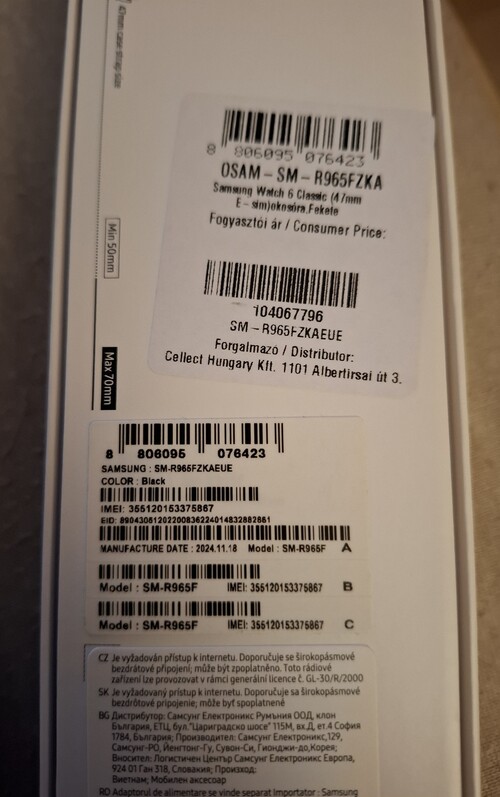 47mm case strap size
Min 50mm
Max 70mm
8 806095 076423
OSAM-SM-R965FZKA
Samsung Watch 6 Classic (47mm
E-sim)okosóra,Fekete
Fogyasztói ár / Consumer Price:
104067796
SM-R965FZKAEUE
Forgalmazó / Distributor:
Cellect Hungary Kft. 1101 Albertirsai út 3.
8 806095 076423
SAMSUNG : SM-R965FZKAEUE
COLOR : Black
IMEI: 355120153375867
EID: 89043051202200836224014832882661
MANUFACTURE DATE : 2024.11.18 Model : SM-R965F A
Model : SM-R965F IMEI: 355120153375867 B
Model : SM-R965F IMEI: 355120153375867 C
CZ Je vyžadován přístup k internetu. Doporučuje se širokopásmové
bezdrátové připojení; může být zpoplatněno. Toto rádiové
zařízení lze provozovat v rámci generální licence č. GL-30/R/2000
SK Je vyžadovaný prístup k internetu. Doporučuje sa širokopásmové
bezdrôtové pripojenie; môže byť spoplatnené
BG Дистрибутор: Самсунг Електроникс Румъния ООД, клон
България, ЕТЦ, бул."Цариградско шосе" 115М, вх.Д, ет.4 София
1784, България; Производител: Самсунг Електроникс,129,
Самсунг-РО, Йенгтонг-Гу, Сувон-Си, Гионджи-до,Корея;
Вносител: Логистичен Център Самсунг Електроникс Европа,
924 01 Ган 318, Словакия; Произход:
Виетнам; Мобилен аксесоар
RO Adaptorul de alimentare se vinde separat Importator : Samsung